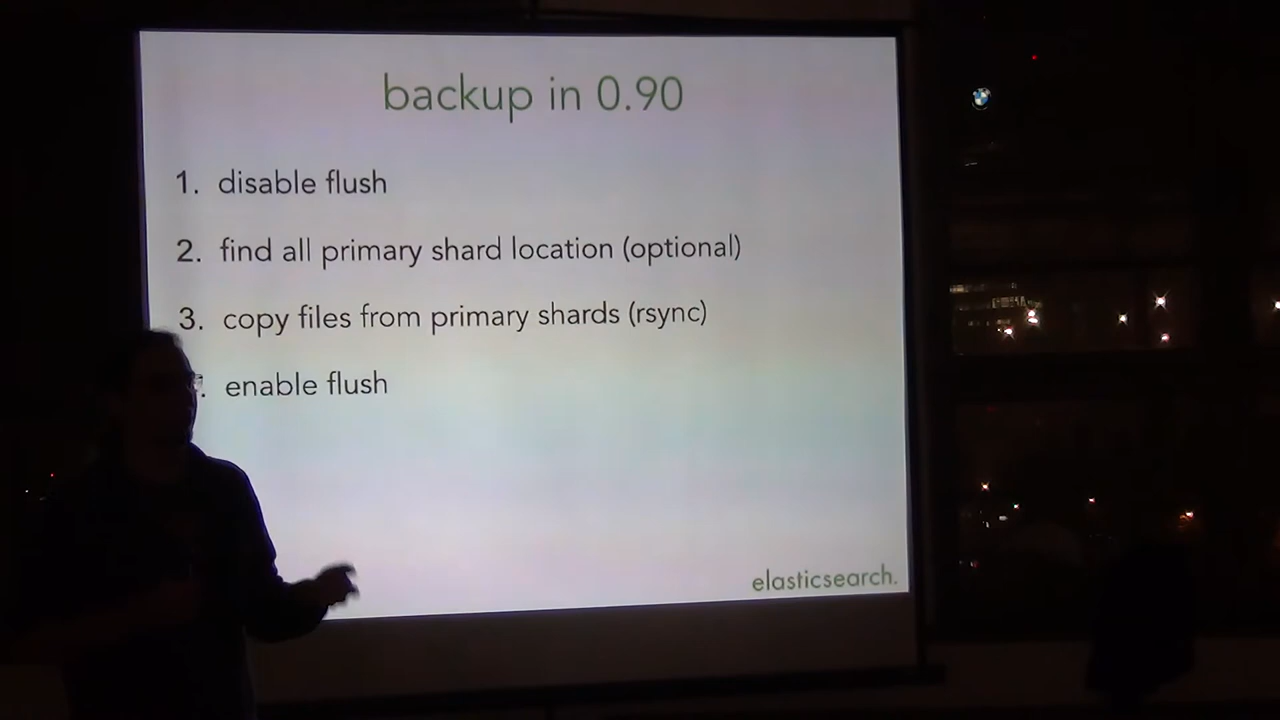 backup in 0.90
1. disable flush
2. find all primary shard location (optional)
3. copy files from primary shards (rsync)
. enable flush
elasticsearch.